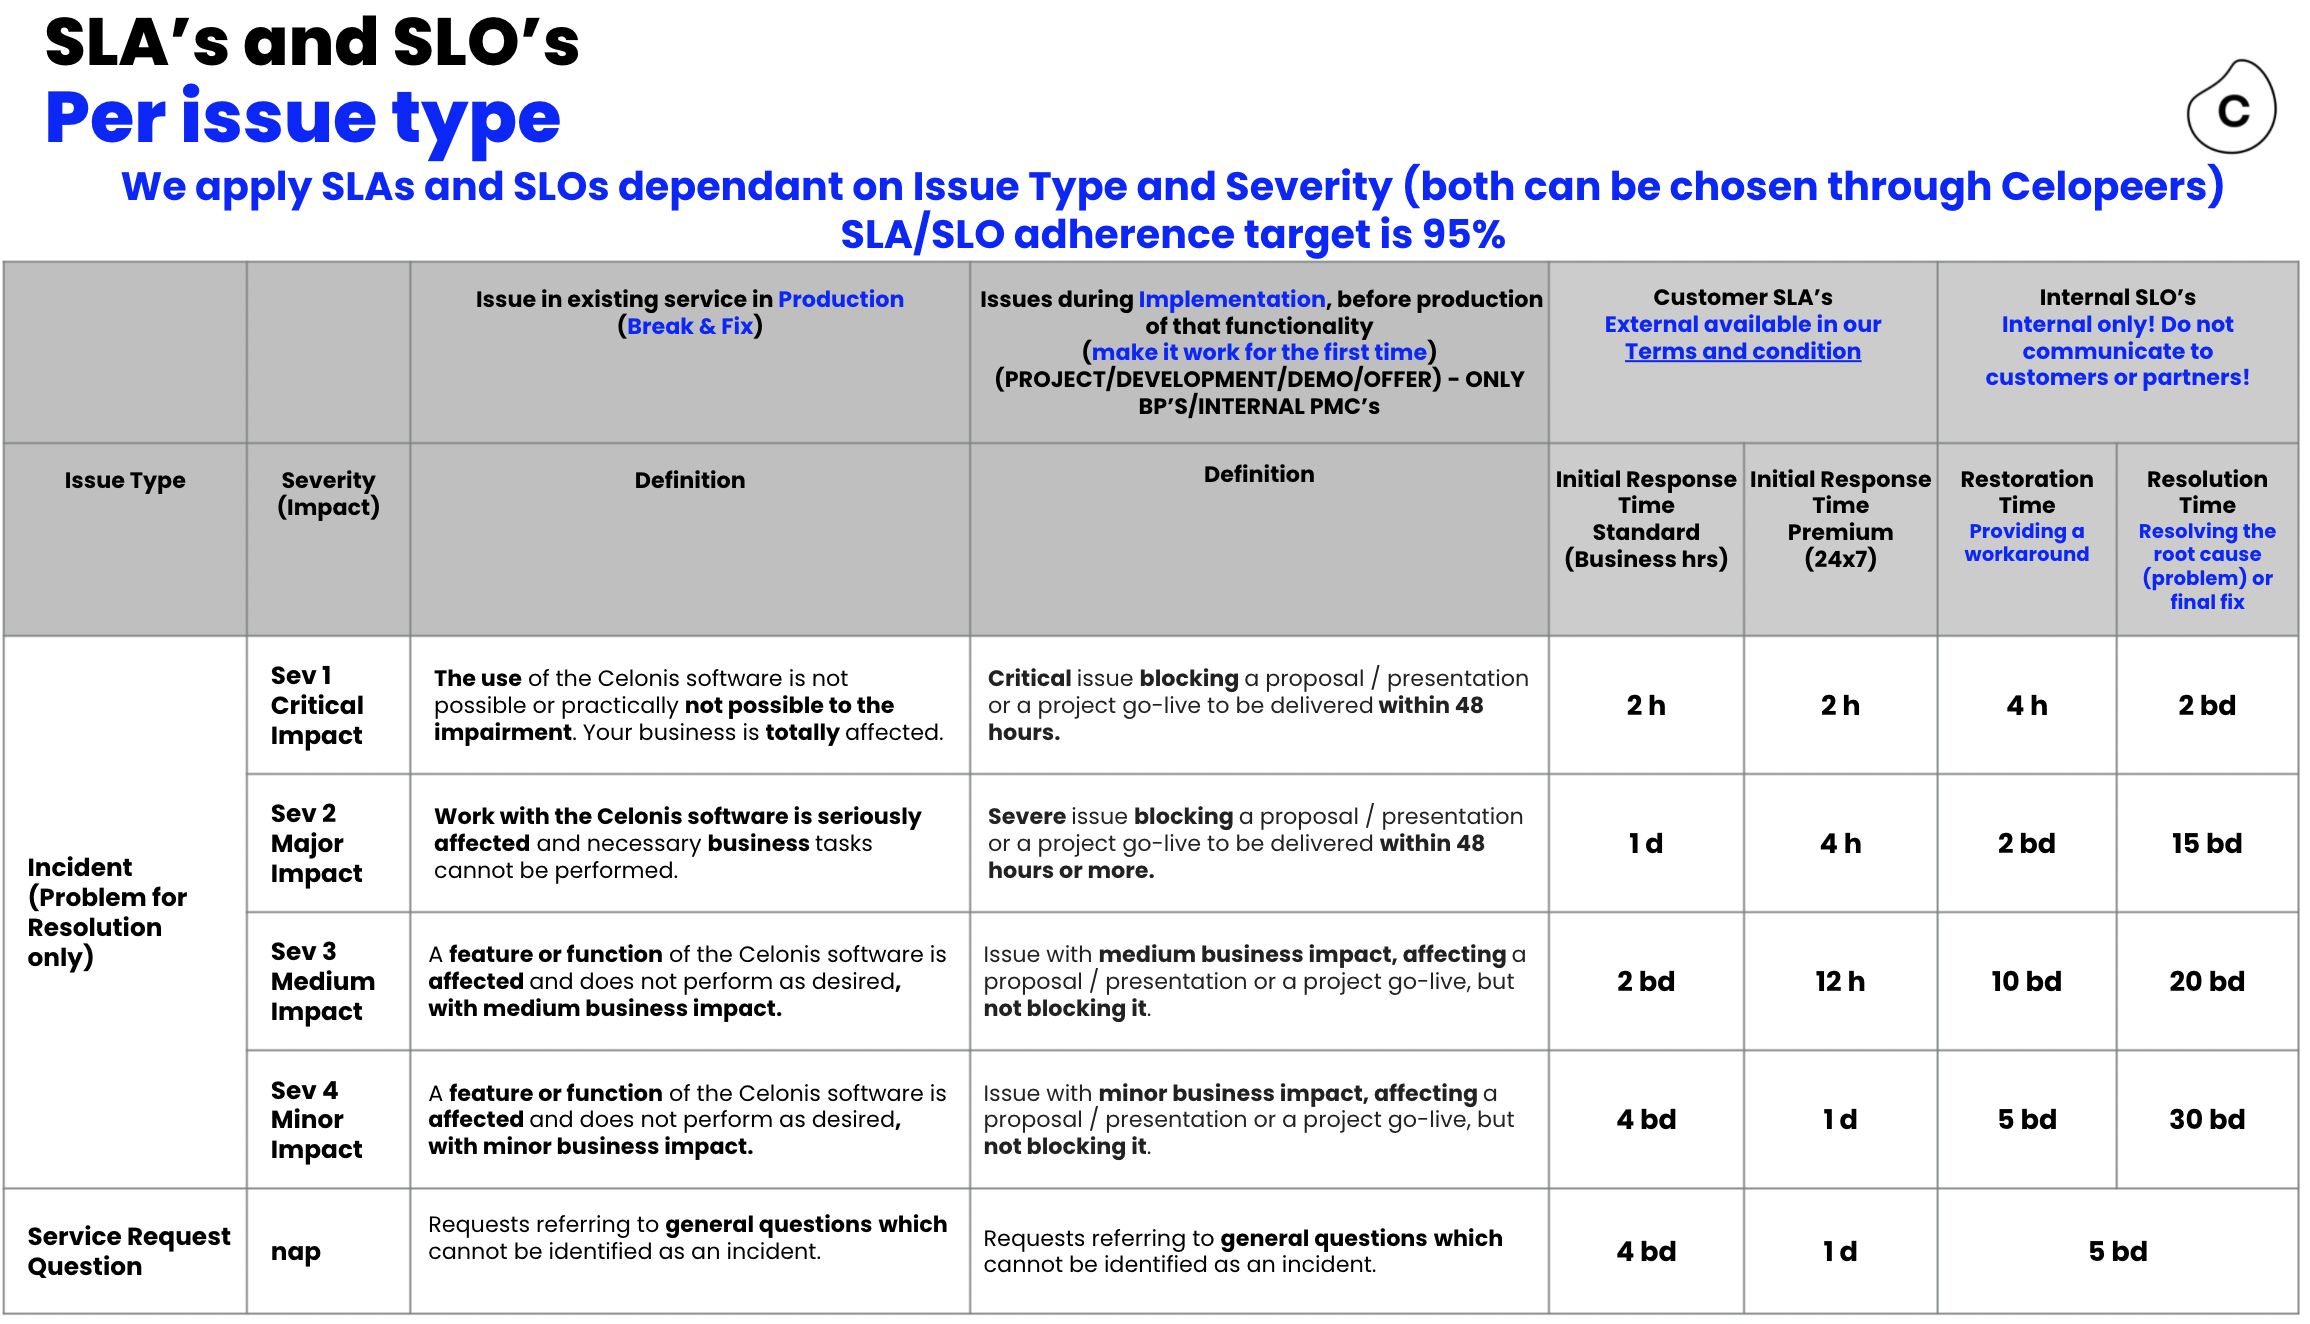 SLA’s and SLO’s
Per issue type
C
We apply SLAs and SLOs dependant on Issue Type and Severity (both can be chosen through Celopeers)
SLA/SLO adherence target is 95%
Issue in existing service in Production
(Break & Fix)
Issues during Implementation, before production
of that functionality
(make it work for the first time)
(PROJECT/DEVELOPMENT/DEMO/OFFER) - ONLY
BP’S/INTERNAL PMC’s
Customer SLA’s
External available in our
Terms and condition
Internal SLO’s
Internal only! Do not
communicate to
customers or partners!
Issue Type
Severity
(Impact)
Definition
Definition
Initial Response
Time
Standard
(Business hrs)
Initial Response
Time
Premium
(24x7)
Restoration
Time
Providing a
workaround
Resolution
Time
Resolving the
root cause
(problem) or
final fix
Incident
(Problem for
Resolution
only)
Sev 1
Critical
Impact
The use of the Celonis software is not
possible or practically not possible to the
impairment. Your business is totally affected.
Critical issue blocking a proposal / presentation
or a project go-live to be delivered within 48
hours.
2 h
2 h
4 h
2 bd
Sev 2
Major
Impact
Work with the Celonis software is seriously
affected and necessary business tasks
cannot be performed.
Severe issue blocking a proposal / presentation
or a project go-live to be delivered within 48
hours or more.
1 d
4 h
2 bd
15 bd
Sev 3
Medium
Impact
A feature or function of the Celonis software is
affected and does not perform as desired,
with medium business impact.
Issue with medium business impact, affecting a
proposal / presentation or a project go-live, but
not blocking it.
2 bd
12 h
10 bd
20 bd
Sev 4
Minor
Impact
A feature or function of the Celonis software is
affected and does not perform as desired,
with minor business impact.
Issue with minor business impact, affecting a
proposal / presentation or a project go-live, but
not blocking it.
4 bd
1 d
5 bd
30 bd
Service Request
Question
nap
Requests referring to general questions which
cannot be identified as an incident.
Requests referring to general questions which
cannot be identified as an incident.
4 bd
1 d
5 bd